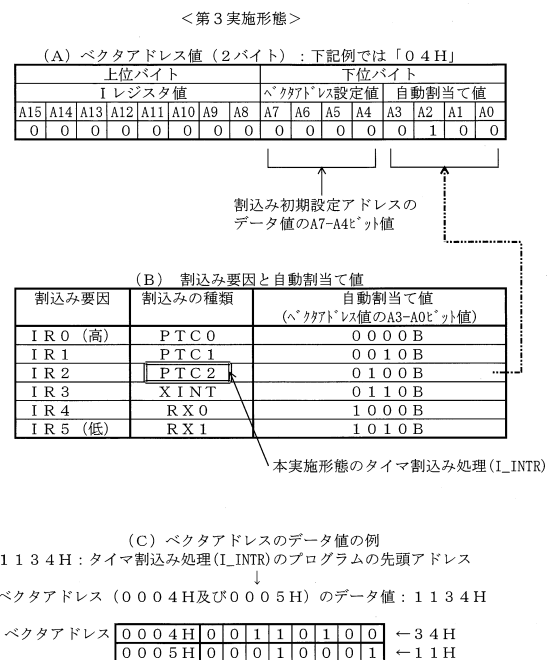 <第3実施形態>
(A) ベクタアドレス値(2バイト):下記例では「04H」
上位バイト 下位バイト
Iレジスタ値 ベクタアドレス設定値 自動割当て値
A15 A14 A13 A12 A11 A10 A9 A8 A7 A6 A5 A4 A3 A2 A1 A0
0 0 0 0 0 0 0 0 0 0 0 0 0 1 0 0
割込み初期設定アドレスの
データ値のA7-A4ビット値
(B) 割込み要因と自動割当て値
割込み要因 割込みの種類 自動割当て値
(ベクタアドレス値のA3-A0ビット値)
IR0(高) PTC0 0000B
IR1 PTC1 0010B
IR2 PTC2 0100B
IR3 XINT 0110B
IR4 RX0 1000B
IR5(低) RX1 1010B
本実施形態のタイマ割込み処理(I_INTR)
(C) ベクタアドレスのデータ値の例
1134H:タイマ割込み処理(I_INTR)のプログラムの先頭アドレス
↓
ベクタアドレス(0004H及び0005H)のデータ値:1134H
ベクタアドレス 0004H 0 0 1 1 0 1 0 0 ←34H
0005H 0 0 0 1 0 0 0 1 ←11H